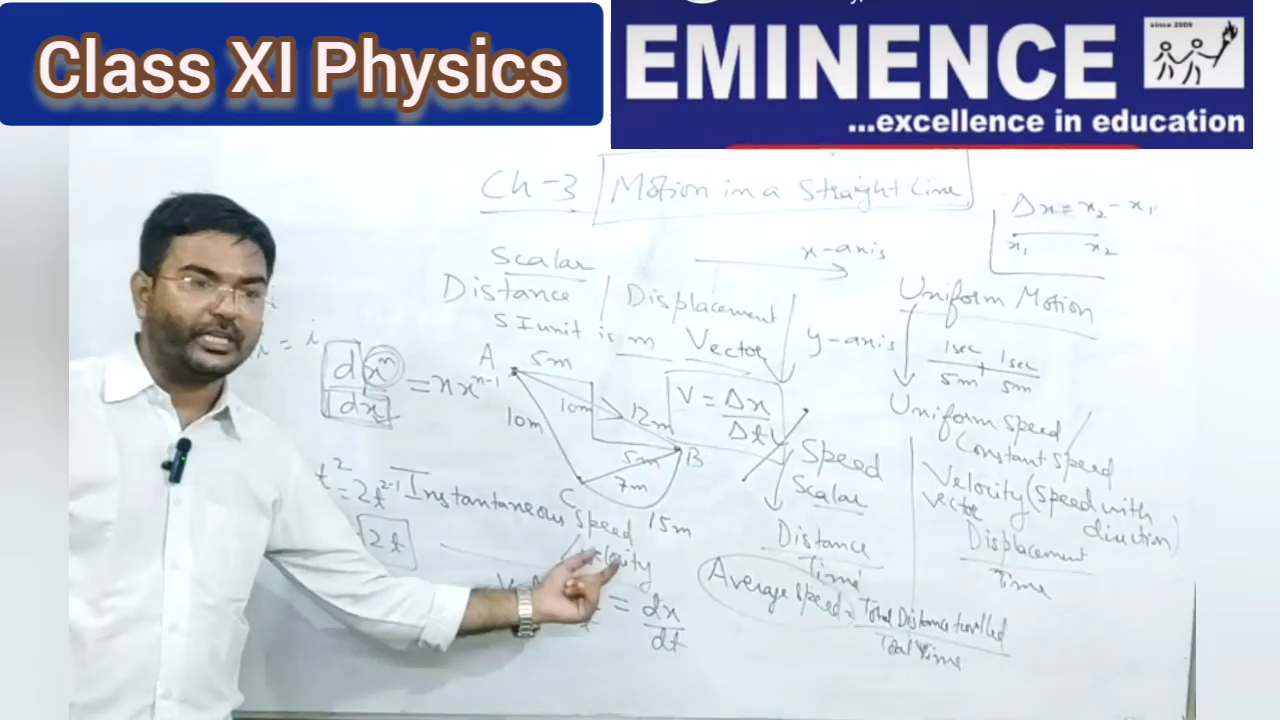 Class XI Physics
EMINENCE
since 2005
...excellence in education
Ch-3 Motion in a Straight Line
Δx = x2 - x1
x1 x2
x-axis
Scalar
Distance / Displacement
SI unit is m Vector
y-axis
Uniform Motion
1sec 1sec
5m 5m
i = i
d x^n = nx^(n-1)
dx
A 5m
10m
10m
12m
5m B
7m
C
15m
V = Δx
Δt
Speed
Scalar
Distance
Time
Uniform speed /
Constant speed
Velocity (speed with direction)
vector
Displacement
Time
t^2 = 2t^(2-1)
2t
Instantaneous speed
/ velocity
= dx
dt
Average speed = Total Distance travlled
Total Time